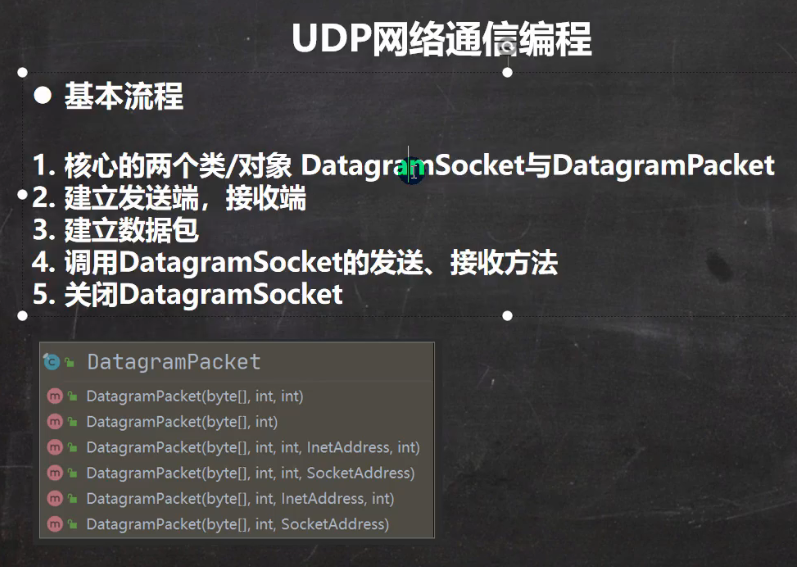 UDP网络通信编程
● 基本流程
1. 核心的两个类/对象 DatagramSocket与DatagramPacket
2. 建立发送端，接收端
3. 建立数据包
4. 调用DatagramSocket的发送、接收方法
5. 关闭DatagramSocket
DatagramPacket
DatagramPacket(byte[], int, int)
DatagramPacket(byte[], int)
DatagramPacket(byte[], int, int, InetAddress, int)
DatagramPacket(byte[], int, int, SocketAddress)
DatagramPacket(byte[], int, InetAddress, int)
DatagramPacket(byte[], int, SocketAddress)